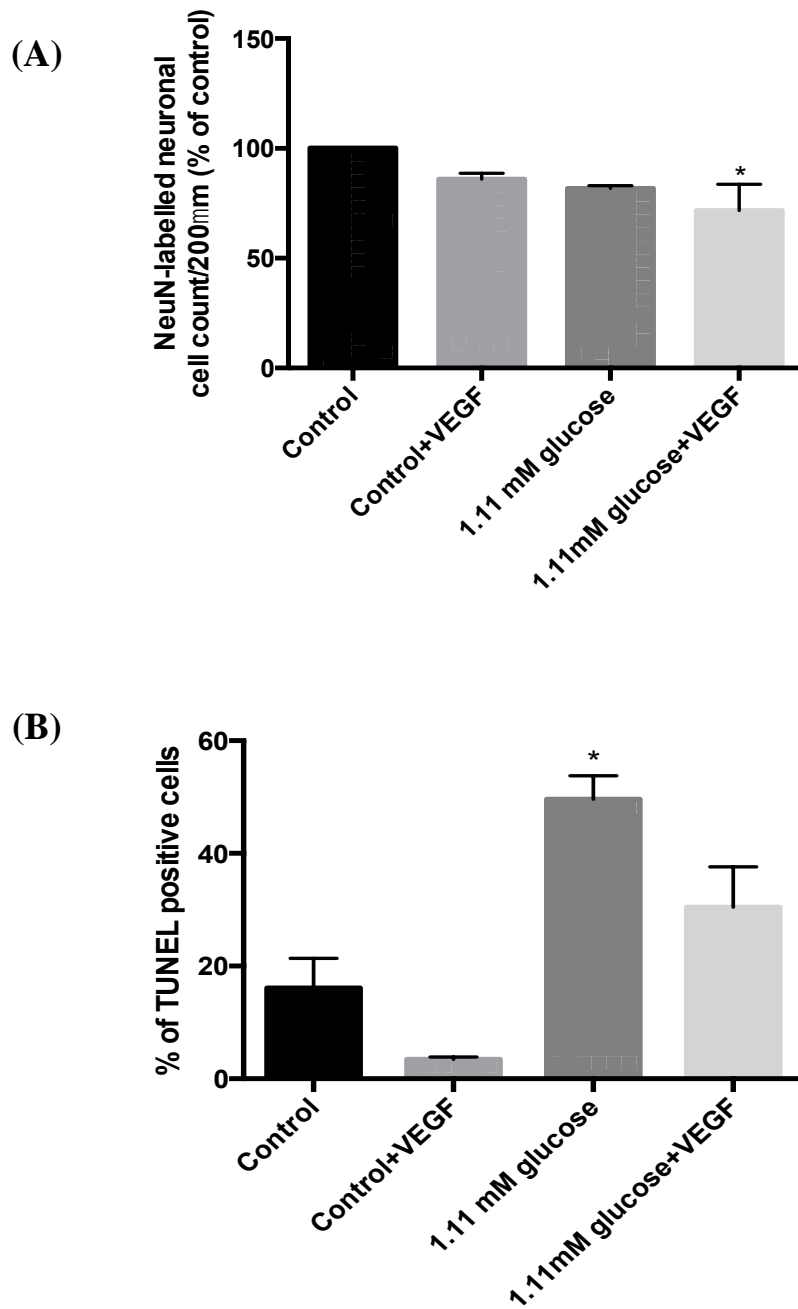 (A)
NeuN-labelled neuronal
cell count/200mm (% of control)
150
100
50
0
*
Control
Control+VEGF
1.11 mM glucose
1.11mM glucose+VEGF
(B)
% of TUNEL positive cells
60
40
20
0
*
Control
Control+VEGF
1.11 mM glucose
1.11mM glucose+VEGF